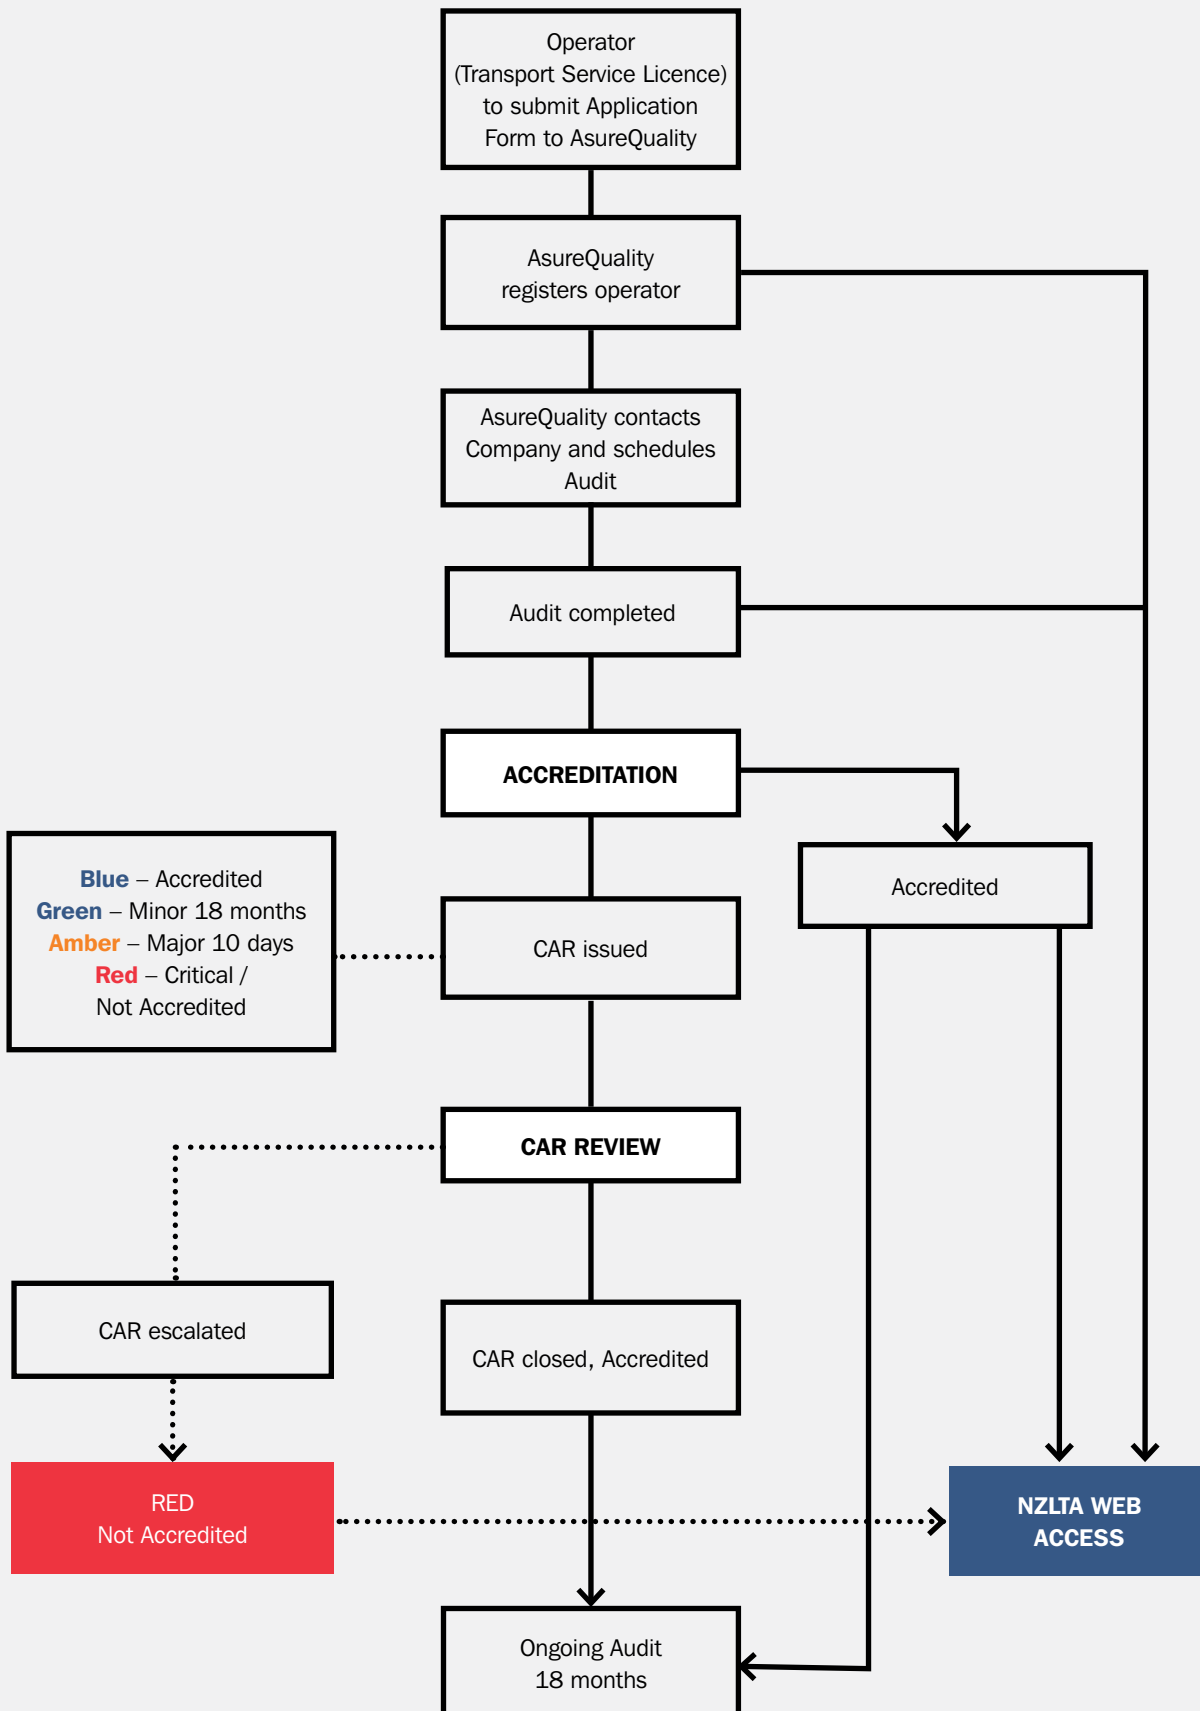 Operator
(Transport Service Licence)
to submit Application
Form to AsureQuality
AsureQuality
registers operator
AsureQuality contacts
Company and schedules
Audit
Audit completed
ACCREDITATION
Accredited
Blue – Accredited
Green – Minor 18 months
Amber – Major 10 days
Red – Critical /
Not Accredited
CAR issued
CAR REVIEW
CAR escalated
CAR closed, Accredited
RED
Not Accredited
NZLTA WEB
ACCESS
Ongoing Audit
18 months